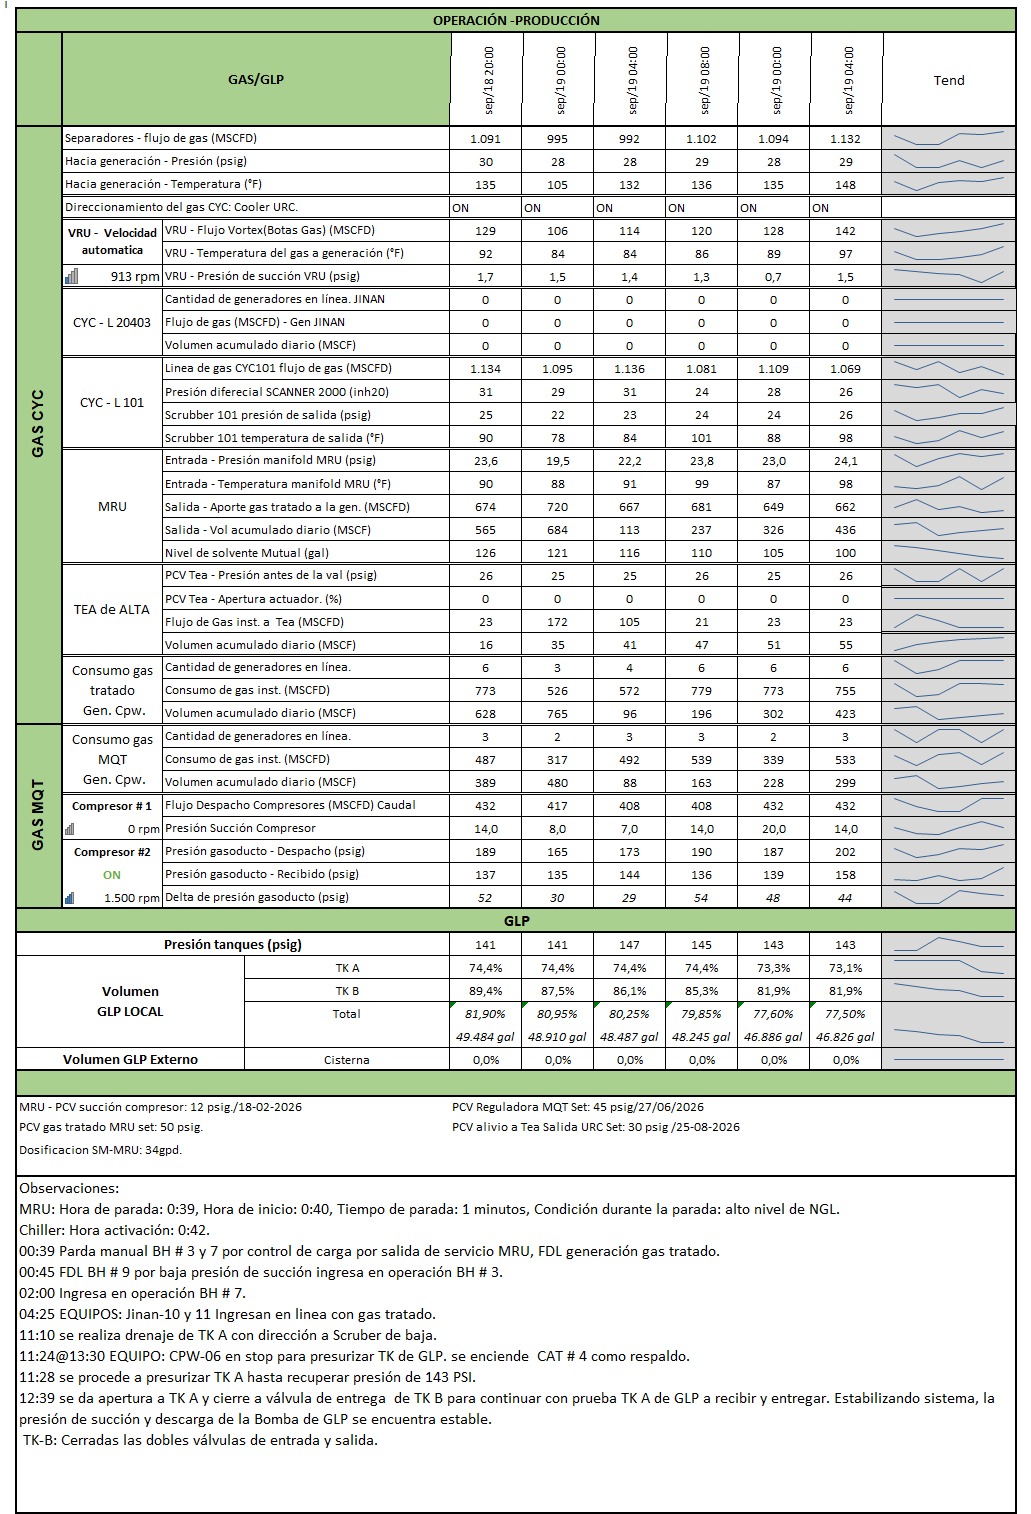 OPERACIÓN -PRODUCCIÓN
GAS/GLP sep/18 20:00 sep/19 00:00 sep/19 04:00 sep/19 08:00 sep/19 00:00 sep/19 04:00 Tend
GAS CYC
Separadores - flujo de gas (MSCFD) 1.091 995 992 1.102 1.094 1.132
Hacia generación - Presión (psig) 30 28 28 29 28 29
Hacia generación - Temperatura (°F) 135 105 132 136 135 148
Direccionamiento del gas CYC: Cooler URC. ON ON ON ON ON ON
VRU - Velocidad automatica
VRU - Flujo Vortex(Botas Gas) (MSCFD) 129 106 114 120 128 142
VRU - Temperatura del gas a generación (°F) 92 84 84 86 89 97
913 rpm VRU - Presión de succión VRU (psig) 1,7 1,5 1,4 1,3 0,7 1,5
CYC - L 20403
Cantidad de generadores en línea. JINAN 0 0 0 0 0 0
Flujo de gas (MSCFD) - Gen JINAN 0 0 0 0 0 0
Volumen acumulado diario (MSCF) 0 0 0 0 0 0
CYC - L 101
Linea de gas CYC101 flujo de gas (MSCFD) 1.134 1.095 1.136 1.081 1.109 1.069
Presión diferecial SCANNER 2000 (inh20) 31 29 31 24 28 26
Scrubber 101 presión de salida (psig) 25 22 23 24 24 26
Scrubber 101 temperatura de salida (°F) 90 78 84 101 88 98
MRU
Entrada - Presión manifold MRU (psig) 23,6 19,5 22,2 23,8 23,0 24,1
Entrada - Temperatura manifold MRU (°F) 90 88 91 99 87 98
Salida - Aporte gas tratado a la gen. (MSCFD) 674 720 667 681 649 662
Salida - Vol acumulado diario (MSCF) 565 684 113 237 326 436
Nivel de solvente Mutual (gal) 126 121 116 110 105 100
TEA de ALTA
PCV Tea - Presión antes de la val (psig) 26 25 25 26 25 26
PCV Tea - Apertura actuador. (%) 0 0 0 0 0 0
Flujo de Gas inst. a Tea (MSCFD) 23 172 105 21 23 23
Volumen acumulado diario (MSCF) 16 35 41 47 51 55
Consumo gas tratado Gen. Cpw.
Cantidad de generadores en línea. 6 3 4 6 6 6
Consumo de gas inst. (MSCFD) 773 526 572 779 773 755
Volumen acumulado diario (MSCF) 628 765 96 196 302 423
GAS MQT
Consumo gas MQT Gen. Cpw.
Cantidad de generadores en línea. 3 2 3 3 2 3
Consumo de gas inst. (MSCFD) 487 317 492 539 339 533
Volumen acumulado diario (MSCF) 389 480 88 163 228 299
Compresor # 1 Flujo Despacho Compresores (MSCFD) Caudal 432 417 408 408 432 432
0 rpm Presión Succión Compresor 14,0 8,0 7,0 14,0 20,0 14,0
Compresor #2 Presión gasoducto - Despacho (psig) 189 165 173 190 187 202
ON Presión gasoducto - Recibido (psig) 137 135 144 136 139 158
1.500 rpm Delta de presión gasoducto (psig) 52 30 29 54 48 44
GLP
Presión tanques (psig) 141 141 147 145 143 143
Volumen GLP LOCAL
TK A 74,4% 74,4% 74,4% 74,4% 73,3% 73,1%
TK B 89,4% 87,5% 86,1% 85,3% 81,9% 81,9%
Total 81,90% 80,95% 80,25% 79,85% 77,60% 77,50%
49.484 gal 48.910 gal 48.487 gal 48.245 gal 46.886 gal 46.826 gal
Volumen GLP Externo Cisterna 0,0% 0,0% 0,0% 0,0% 0,0% 0,0%
MRU - PCV succión compresor: 12 psig./18-02-2026 PCV Reguladora MQT Set: 45 psig/27/06/2026
PCV gas tratado MRU set: 50 psig. PCV alivio a Tea Salida URC Set: 30 psig /25-08-2026
Dosificacion SM-MRU: 34gpd.
Observaciones:
MRU: Hora de parada: 0:39, Hora de inicio: 0:40, Tiempo de parada: 1 minutos, Condición durante la parada: alto nivel de NGL.
Chiller: Hora activación: 0:42.
00:39 Parda manual BH # 3 y 7 por control de carga por salida de servicio MRU, FDL generación gas tratado.
00:45 FDL BH # 9 por baja presión de succión ingresa en operación BH # 3.
02:00 Ingresa en operación BH # 7.
04:25 EQUIPOS: Jinan-10 y 11 Ingresan en linea con gas tratado.
11:10 se realiza drenaje de TK A con dirección a Scruber de baja.
11:24@13:30 EQUIPO: CPW-06 en stop para presurizar TK de GLP. se enciende CAT # 4 como respaldo.
11:28 se procede a presurizar TK A hasta recuperar presión de 143 PSI.
12:39 se da apertura a TK A y cierre a válvula de entrega de TK B para continuar con prueba TK A de GLP a recibir y entregar. Estabilizando sistema, la
presión de succión y descarga de la Bomba de GLP se encuentra estable.
TK-B: Cerradas las dobles válvulas de entrada y salida.